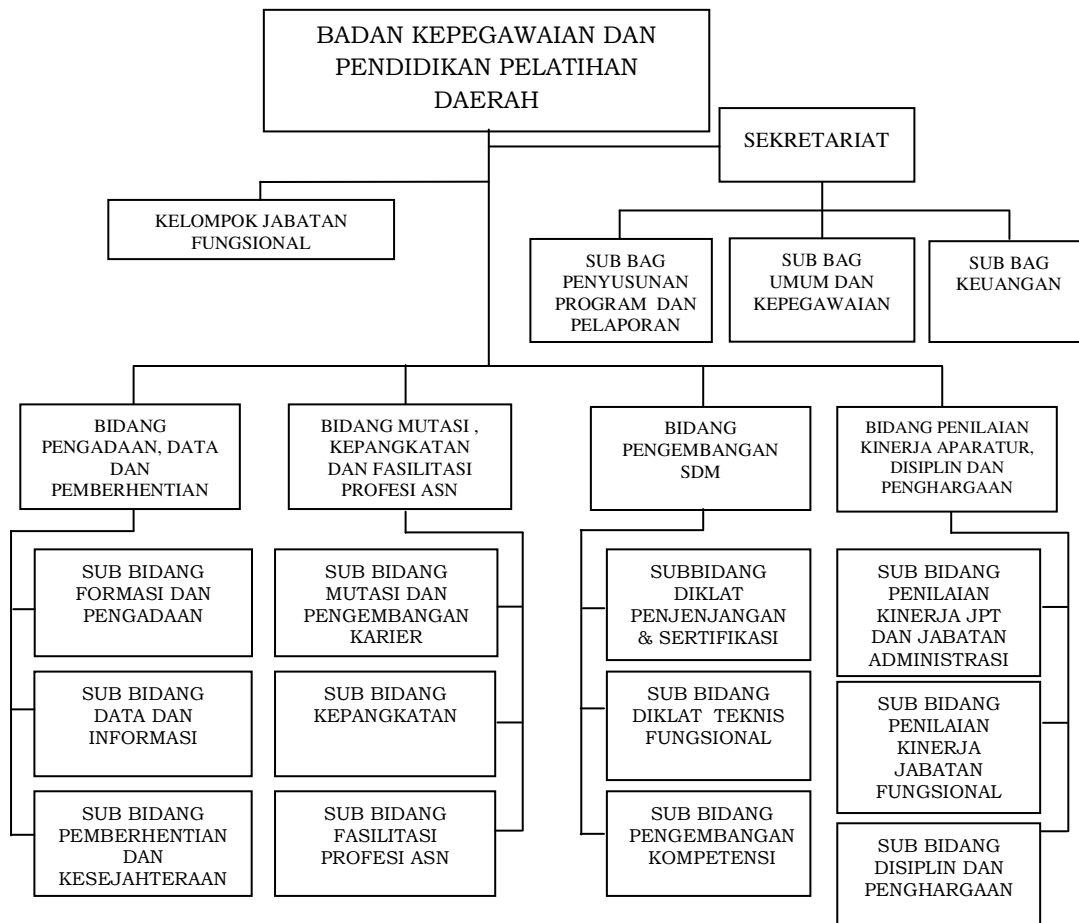 BADAN KEPEGAWAIAN DAN
PENDIDIKAN PELATIHAN
DAERAH
SEKRETARIAT
KELOMPOK JABATAN
FUNGSIONAL
SUB BAG
PENYUSUNAN
PROGRAM DAN
PELAPORAN
SUB BAG
UMUM DAN
KEPEGAWAIAN
SUB BAG
KEUANGAN
BIDANG
PENGADAAN, DATA
DAN
PEMBERHENTIAN
BIDANG MUTASI ,
KEPANGKATAN
DAN FASILITASI
PROFESI ASN
BIDANG
PENGEMBANGAN
SDM
BIDANG PENILAIAN
KINERJA APARATUR,
DISIPLIN DAN
PENGHARGAAN
SUB BIDANG
FORMASI DAN
PENGADAAN
SUB BIDANG
MUTASI DAN
PENGEMBANGAN
KARIER
SUBBIDANG
DIKLAT
PENJENJANGAN
& SERTIFIKASI
SUB BIDANG
PENILAIAN
KINERJA JPT
DAN JABATAN
ADMINISTRASI
SUB BIDANG
DATA DAN
INFORMASI
SUB BIDANG
KEPANGKATAN
SUB BIDANG
DIKLAT TEKNIS
FUNGSIONAL
SUB BIDANG
PENILAIAN
KINERJA
JABATAN
FUNGSIONAL
SUB BIDANG
PEMBERHENTIAN
DAN
KESEJAHTERAAN
SUB BIDANG
FASILITASI
PROFESI ASN
SUB BIDANG
PENGEMBANGAN
KOMPETENSI
SUB BIDANG
DISIPLIN DAN
PENGHARGAAN